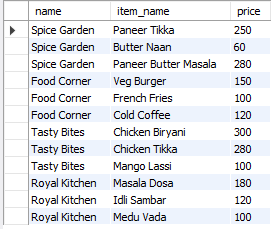 name item_name price
Spice Garden Paneer Tikka 250
Spice Garden Butter Naan 60
Spice Garden Paneer Butter Masala 280
Food Corner Veg Burger 150
Food Corner French Fries 100
Food Corner Cold Coffee 120
Tasty Bites Chicken Biryani 300
Tasty Bites Chicken Tikka 280
Tasty Bites Mango Lassi 100
Royal Kitchen Masala Dosa 180
Royal Kitchen Idli Sambar 120
Royal Kitchen Medu Vada 100